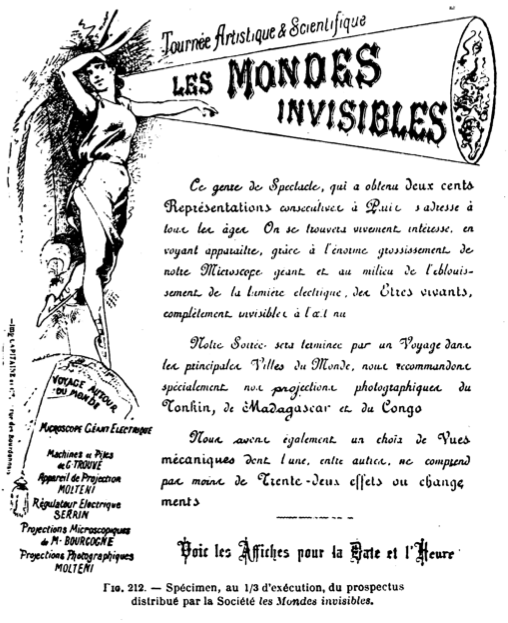 Tournée Artistique & Scientifique
LES MONDES
INVISIBLES
Ce genre de Spectacle, qui a obtenu deux cents
Représentations consécutives à Paris s'adresse à
tous les âges On se trouvera vivement intéressé, en
voyant apparaître, grâce à l'énorme grossissement de
notre Microscope géant et au milieu de l'éblouis-
sement de la lumière électrique, des Êtres vivants,
complètement invisibles à l'œil nu
Notre Soirée sera terminée par un Voyage dans
les principales Villes du Monde, nous recommandons
spécialement nos projections photographiques du
Tonkin, de Madagascar et du Congo
Nous avons également un choix de Vues
mécaniques dont l'une, entre autres, ne comprend
pas moins de Trente-deux effets ou change
ments
Voir les Affiches pour la Date et l'Heure
VOYAGE AUTOUR
DU MONDE
MICROSCOPE GÉANT ELECTRIQUE
Machines et Piles
de G. TROUVÉ
Appareil de Projection
MOLTENI
Régulateur Electrique
SERRIN
Projections Microscopiques
de M. BOURGOGNE
Projections Photographiques
MOLTENI
Imp. CAPITAINE
FIG. 212. — Spécimen, au 1/3 d'exécution, du prospectus
distribué par la Société les Mondes invisibles.